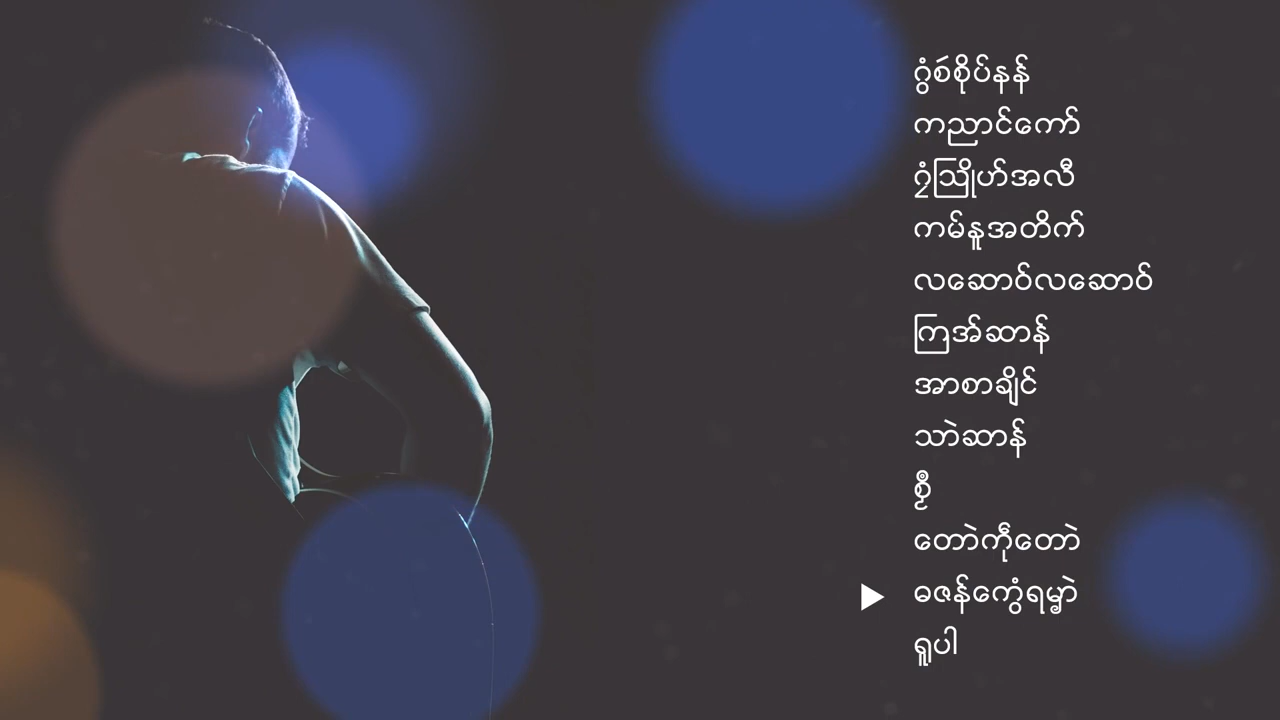 ဂွံစဴစိုပ်နန်
ကညာင်ကော်
ဂှ်ဩိုဟ်အလီ
ကမ်နူအတိက်
လဆောဝ်လဆောဝ်
ကြအ်ဆာန်
အာစာချိုင်
သာဲဆာန်
တောဲကီုတောဲ
ဓဇန်ကွေံရမ္သာဲ
ရူပါ